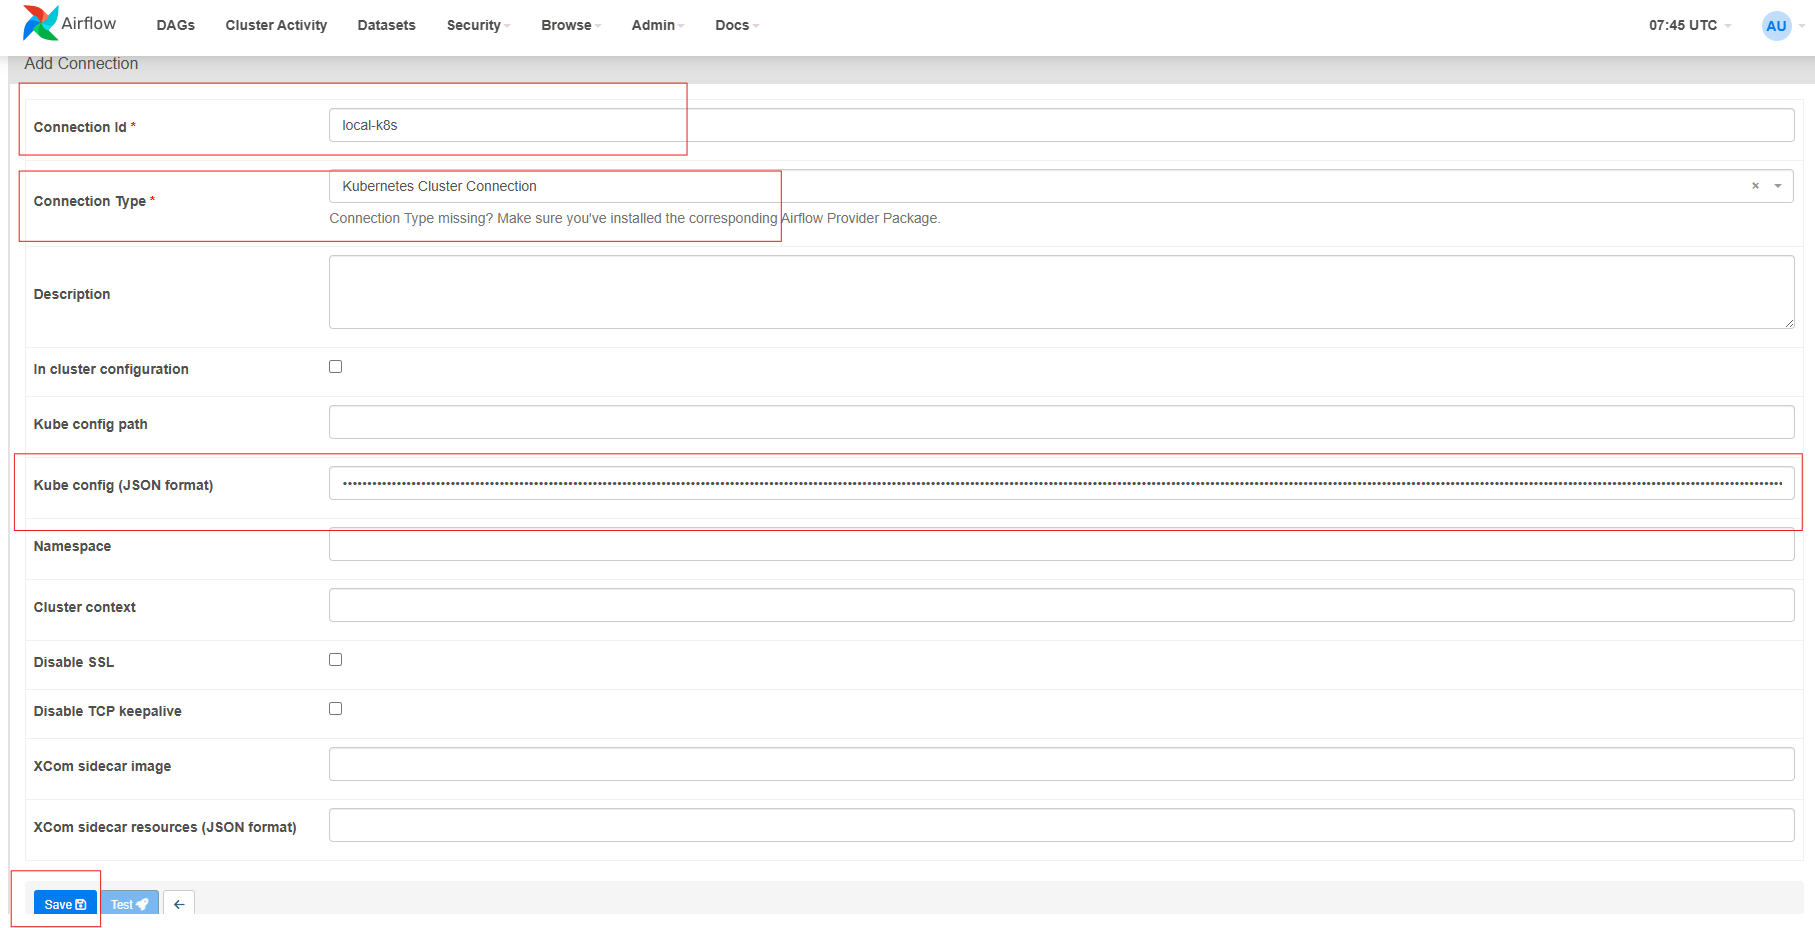 Airflow DAGs Cluster Activity Datasets Security Browse Admin Docs 07:45 UTC AU
Add Connection
Connection Id * local-k8s
Connection Type * Kubernetes Cluster Connection × 
Connection Type missing? Make sure you've installed the corresponding Airflow Provider Package.
Description
In cluster configuration
Kube config path
Kube config (JSON format)
Namespace
Cluster context
Disable SSL
Disable TCP keepalive
XCom sidecar image
XCom sidecar resources (JSON format)
Save Test ←